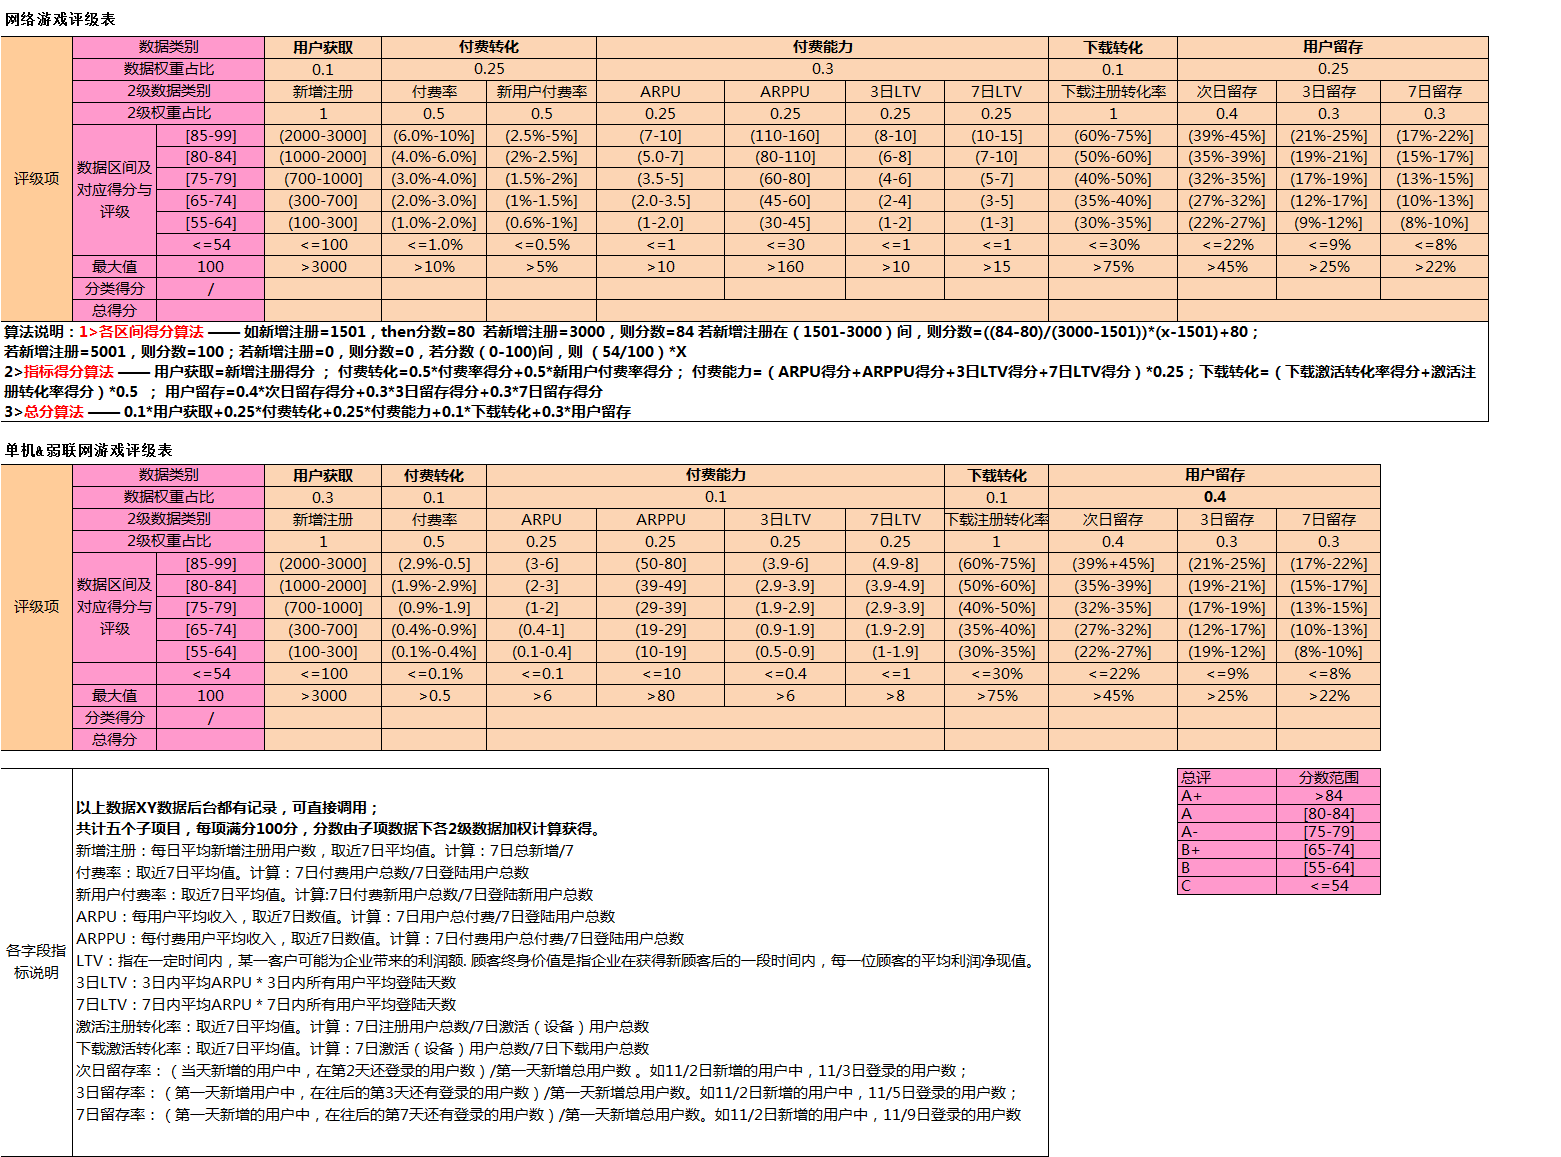 网络游戏评级表
评级项 数据类别 用户获取 付费转化 付费能力 下载转化 用户留存
数据权重占比 0.1 0.25 0.3 0.1 0.25
2级数据类别 新增注册 付费率 新用户付费率 ARPU ARPPU 3日LTV 7日LTV 下载注册转化率 次日留存 3日留存 7日留存
2级权重占比 1 0.5 0.5 0.25 0.25 0.25 0.25 1 0.4 0.3 0.3
数据区间及对应得分与评级 [85-99] (2000-3000] (6.0%-10%] (2.5%-5%] (7-10] (110-160] (8-10] (10-15] (60%-75%] (39%-45%] (21%-25%] (17%-22%]
[80-84] (1000-2000] (4.0%-6.0%] (2%-2.5%] (5.0-7] (80-110] (6-8] (7-10] (50%-60%] (35%-39%] (19%-21%] (15%-17%]
[75-79] (700-1000] (3.0%-4.0%] (1.5%-2%] (3.5-5] (60-80] (4-6] (5-7] (40%-50%] (32%-35%] (17%-19%] (13%-15%]
[65-74] (300-700] (2.0%-3.0%] (1%-1.5%] (2.0-3.5] (45-60] (2-4] (3-5] (35%-40%] (27%-32%] (12%-17%] (10%-13%]
[55-64] (100-300] (1.0%-2.0%] (0.6%-1%] (1-2.0] (30-45] (1-2] (1-3] (30%-35%] (22%-27%] (9%-12%] (8%-10%]
<=54 <=100 <=1.0% <=0.5% <=1 <=30 <=1 <=1 <=30% <=22% <=9% <=8%
最大值 100 >3000 >10% >5% >10 >160 >10 >15 >75% >45% >25% >22%
分类得分 /
总得分
算法说明：1>各区间得分算法 —— 如新增注册=1501，then分数=80 若新增注册=3000，则分数=84 若新增注册在（1501-3000）间，则分数=((84-80)/(3000-1501))*(x-1501)+80；
若新增注册=5001，则分数=100；若新增注册=0，则分数=0，若分数（0-100)间，则 （54/100）*X
2>指标得分算法 —— 用户获取=新增注册得分 ； 付费转化=0.5*付费率得分+0.5*新用户付费率得分； 付费能力=（ARPU得分+ARPPU得分+3日LTV得分+7日LTV得分）*0.25；下载转化=（下载激活转化率得分+激活注
册转化率得分）*0.5 ； 用户留存=0.4*次日留存得分+0.3*3日留存得分+0.3*7日留存得分
3>总分算法 —— 0.1*用户获取+0.25*付费转化+0.25*付费能力+0.1*下载转化+0.3*用户留存
单机&弱联网游戏评级表
评级项 数据类别 用户获取 付费转化 付费能力 下载转化 用户留存
数据权重占比 0.3 0.1 0.1 0.1 0.4
2级数据类别 新增注册 付费率 ARPU ARPPU 3日LTV 7日LTV 下载注册转化率 次日留存 3日留存 7日留存
2级权重占比 1 0.5 0.25 0.25 0.25 0.25 1 0.4 0.3 0.3
数据区间及对应得分与评级 [85-99] (2000-3000] (2.9%-0.5] (3-6] (50-80] (3.9-6] (4.9-8] (60%-75%] (39%+45%] (21%-25%] (17%-22%]
[80-84] (1000-2000] (1.9%-2.9%] (2-3] (39-49] (2.9-3.9] (3.9-4.9] (50%-60%] (35%-39%] (19%-21%] (15%-17%]
[75-79] (700-1000] (0.9%-1.9] (1-2] (29-39] (1.9-2.9] (2.9-3.9] (40%-50%] (32%-35%] (17%-19%] (13%-15%]
[65-74] (300-700] (0.4%-0.9%] (0.4-1] (19-29] (0.9-1.9] (1.9-2.9] (35%-40%] (27%-32%] (12%-17%] (10%-13%]
[55-64] (100-300] (0.1%-0.4%] (0.1-0.4] (10-19] (0.5-0.9] (1-1.9] (30%-35%] (22%-27%] (19%-12%] (8%-10%]
<=54 <=100 <=0.1% <=0.1 <=10 <=0.4 <=1 <=30% <=22% <=9% <=8%
最大值 100 >3000 >0.5 >6 >80 >6 >8 >75% >45% >25% >22%
分类得分 /
总得分
各字段指标说明
以上数据XY数据后台都有记录，可直接调用；
共计五个子项目，每项满分100分，分数由子项数据下各2级数据加权计算获得。
新增注册：每日平均新增注册用户数，取近7日平均值。计算：7日总新增/7
付费率：取近7日平均值。计算：7日付费用户总数/7日登陆用户总数
新用户付费率：取近7日平均值。计算:7日付费新用户总数/7日登陆新用户总数
ARPU：每用户平均收入，取近7日数值。计算：7日用户总付费/7日登陆用户总数
ARPPU：每付费用户平均收入，取近7日数值。计算：7日付费用户总付费/7日登陆用户总数
LTV：指在一定时间内，某一客户可能为企业带来的利润额. 顾客终身价值是指企业在获得新顾客后的一段时间内，每一位顾客的平均利润净现值。
3日LTV：3日内平均ARPU * 3日内所有用户平均登陆天数
7日LTV：7日内平均ARPU * 7日内所有用户平均登陆天数
激活注册转化率：取近7日平均值。计算：7日注册用户总数/7日激活（设备）用户总数
下载激活转化率：取近7日平均值。计算：7日激活（设备）用户总数/7日下载用户总数
次日留存率：（当天新增的用户中，在第2天还登录的用户数）/第一天新增总用户数 。如11/2日新增的用户中，11/3日登录的用户数；
3日留存率：（第一天新增用户中，在往后的第3天还有登录的用户数）/第一天新增总用户数。如11/2日新增的用户中，11/5日登录的用户数；
7日留存率：（第一天新增的用户中，在往后的第7天还有登录的用户数）/第一天新增总用户数。如11/2日新增的用户中，11/9日登录的用户数
总评 分数范围
A+ >84
A [80-84]
A- [75-79]
B+ [65-74]
B [55-64]
C <=54